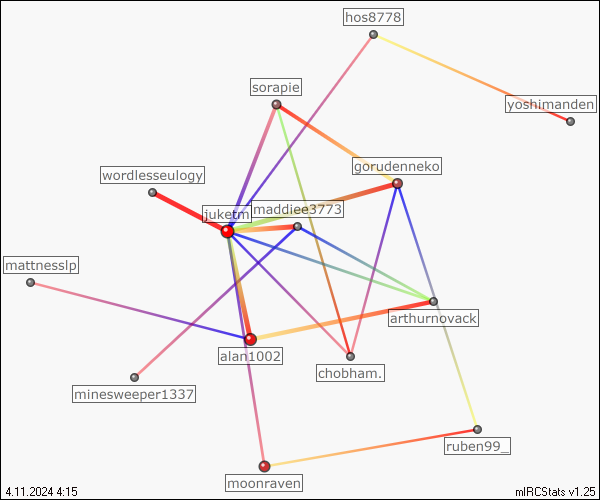 hos8778
sorapie
yoshimanden
gorudenneko
wordlesseulogy
maddiee3773
juketm
mattnesslp
arthurnovack
alan1002
chobham.
minesweeper1337
ruben99_
moonraven
4.11.2024 4:15
mIRCStats v1.25